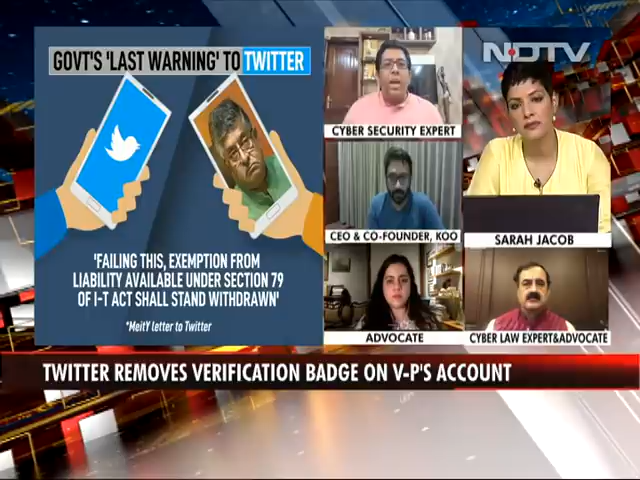 GOVT'S 'LAST WARNING' TO TWITTER
'FAILING THIS, EXEMPTION FROM
LIABILITY AVAILABLE UNDER SECTION 79
OF I-T ACT SHALL STAND WITHDRAWN'
*MeitY letter to Twitter
CYBER SECURITY EXPERT
CEO & CO-FOUNDER, KOO
ADVOCATE
NDTV
SARAH JACOB
CYBER LAW EXPERT&ADVOCATE
TWITTER REMOVES VERIFICATION BADGE ON V-P'S ACCOUNT